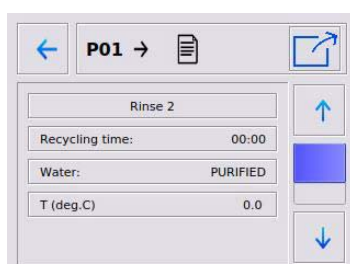 P01 →
Rinse 2
Recycling time: 00:00
Water: PURIFIED
T (deg.C) 0.0